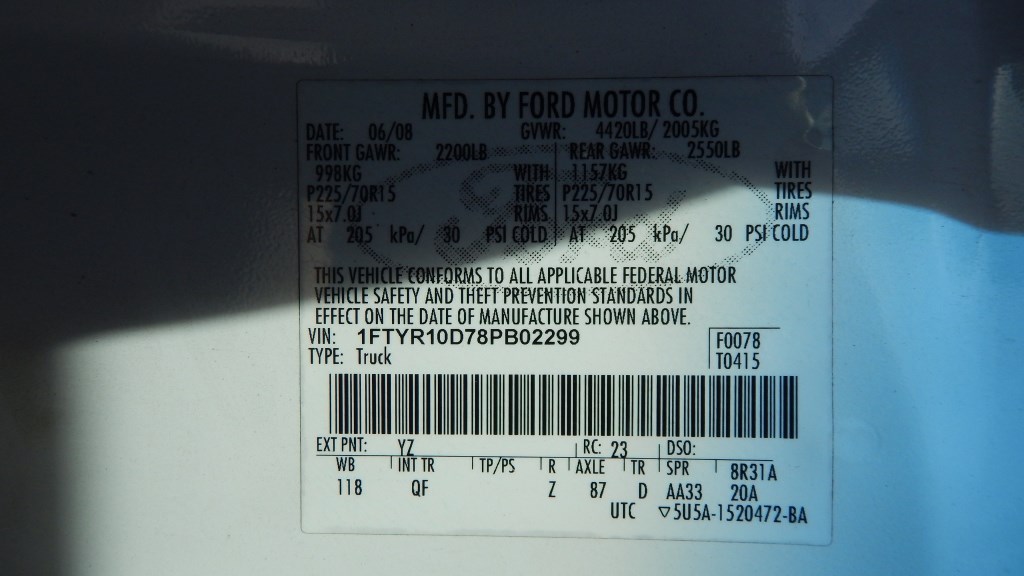 MFD. BY FORD MOTOR CO.
DATE: 06/08 GVWR: 4420LB/ 2005KG
FRONT GAWR: 2200LB REAR GAWR: 2550LB
998KG WITH 1157KG WITH
P225/70R15 TIRES P225/70R15 TIRES
15x7.0J RIMS 15x7.0J RIMS
AT 205 kPa/ 30 PSI COLD AT 205 kPa/ 30 PSI COLD
THIS VEHICLE CONFORMS TO ALL APPLICABLE FEDERAL MOTOR
VEHICLE SAFETY AND THEFT PREVENTION STANDARDS IN
EFFECT ON THE DATE OF MANUFACTURE SHOWN ABOVE.
VIN: 1FTYR10D78PB02299 F0078
TYPE: Truck T0415
EXT PNT: YZ RC: 23 DSO:
WB INT TR TP/PS R AXLE TR SPR 8R31A
118 QF Z 87 D AA33 20A
UTC ▽5U5A-1520472-BA